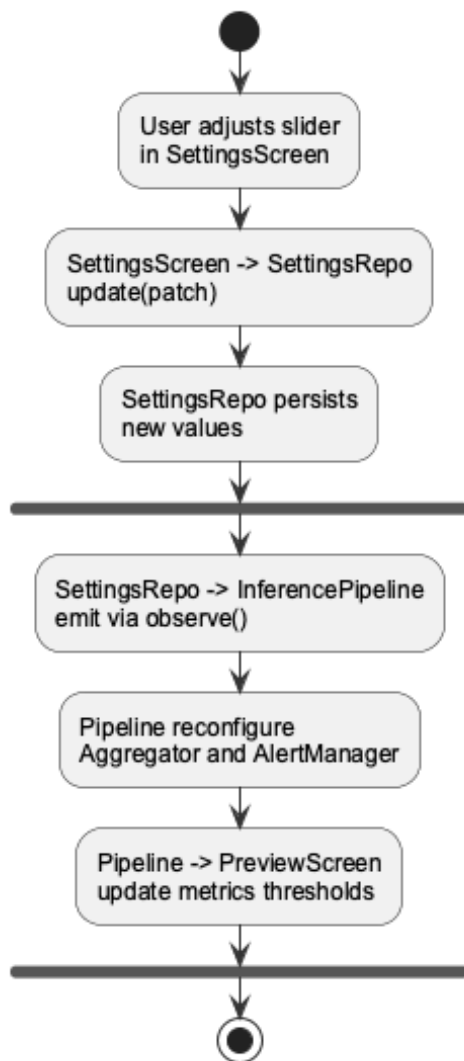 User adjusts slider
in SettingsScreen
SettingsScreen -> SettingsRepo
update(patch)
SettingsRepo persists
new values
SettingsRepo -> InferencePipeline
emit via observe()
Pipeline reconfigure
Aggregator and AlertManager
Pipeline -> PreviewScreen
update metrics thresholds